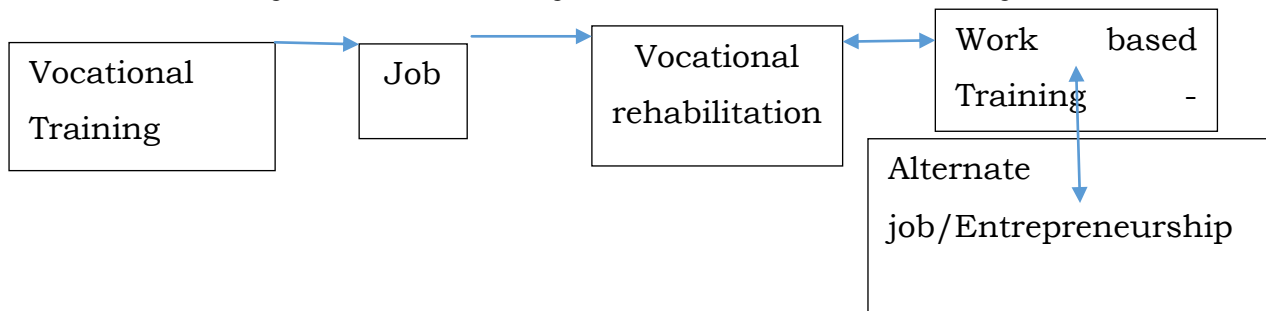 Vocational
Training
Job
Vocational
rehabilitation
Work based
Training -
Alternate
job/Entrepreneurship